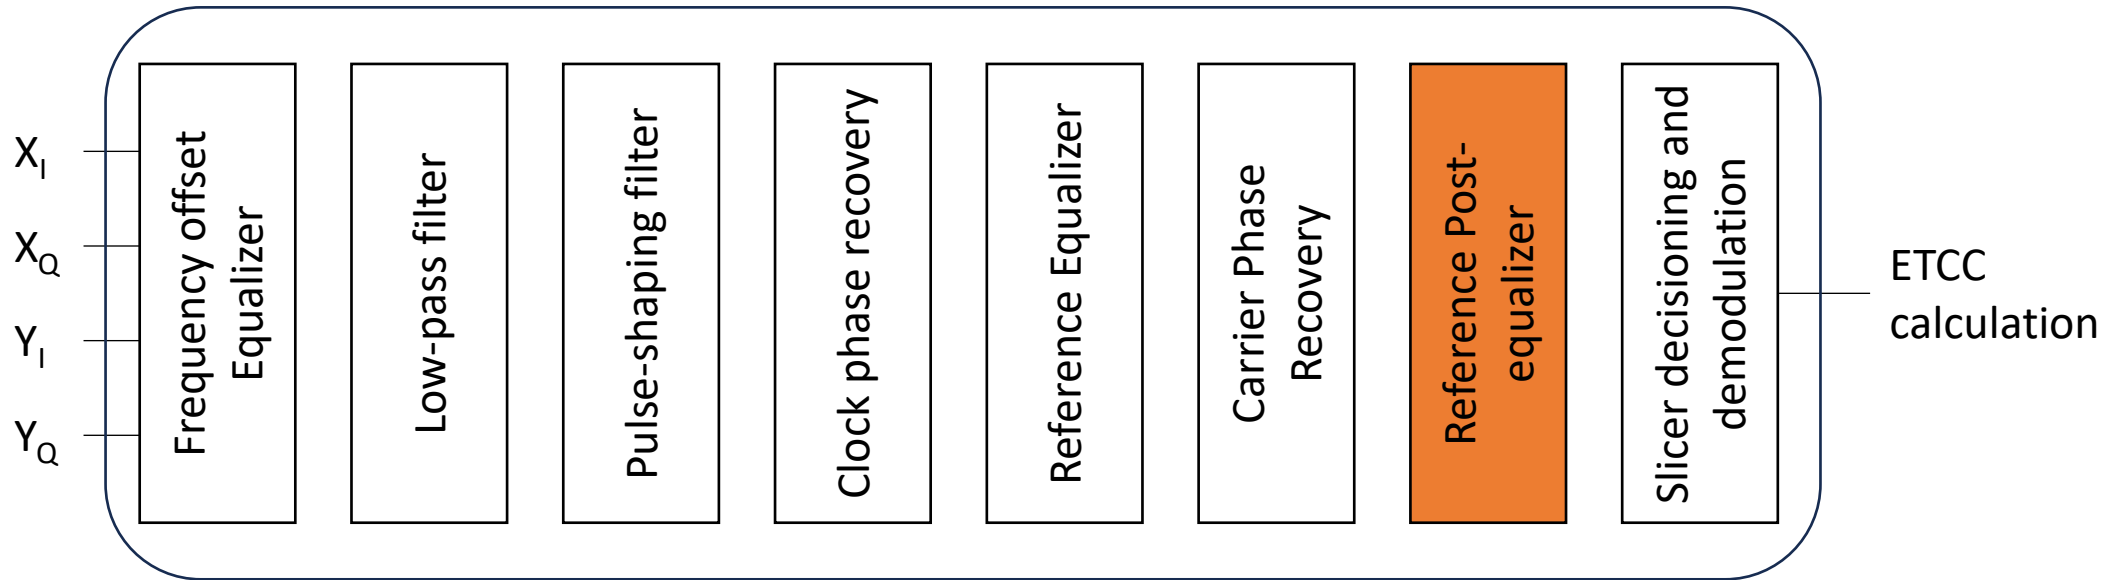 X_I
X_Q
Y_I
Y_Q
Frequency offset
Equalizer
Low-pass filter
Pulse-shaping filter
Clock phase recovery
Reference Equalizer
Carrier Phase
Recovery
Reference Post-
equalizer
Slicer decisioning and
demodulation
ETCC
calculation